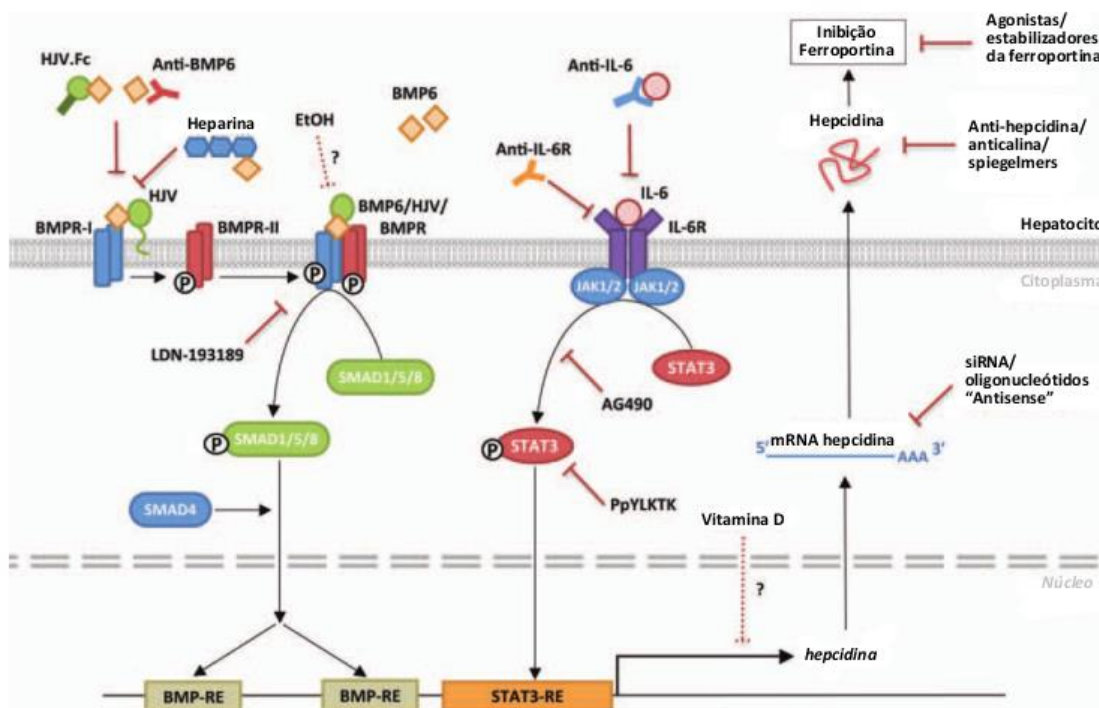 HJV.Fc
Anti-BMP6
Heparina
HJV
BMPR-I
BMPR-II
EtOH
?
BMP6
BMP6/HJV/
BMPR
P
P
P
LDN-193189
SMAD1/5/8
P
SMAD1/5/8
SMAD4
BMP-RE
BMP-RE
Anti-IL-6
Anti-IL-6R
IL-6
IL-6R
JAK1/2
JAK1/2
STAT3
AG490
P
STAT3
PpYLKTK
STAT3-RE
Inibição
Ferroportina
Agonistas/
estabilizadores
da ferroportina
Hepcidina
Anti-hepcidina/
anticalina/
spiegelmers
Hepatocito
Citoplasma
siRNA/
oligonucleótidos
“Antisense”
5’ mRNA hepcidina AAA 3’
Vitamina D
?
Núcleo
hepcidina